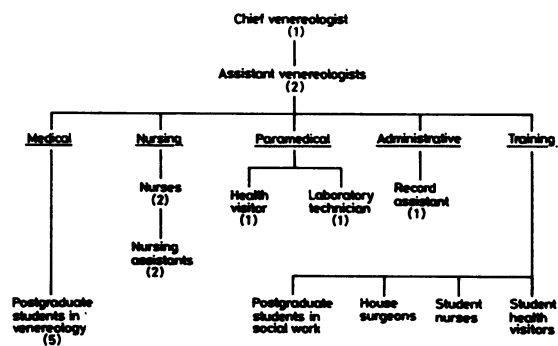 Chief venereologist
(1)
Assistant venereologists
(2)
Medical
Nursing
Paramedical
Administrative
Training
Nurses
(2)
Nursing
assistants
(2)
Health
visitor
(1)
Laboratory
technician
(1)
Record
assistant
(1)
Postgraduate
students in
venereology
(5)
Postgraduate
students in
social work
House
surgeons
Student
nurses
Student
health
visitors